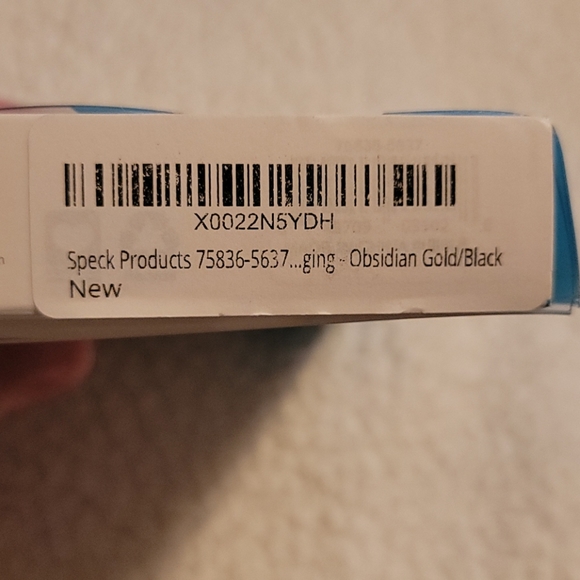 X0022N5YDH
Speck Products 75836-5637...ging - Obsidian Gold/Black
New